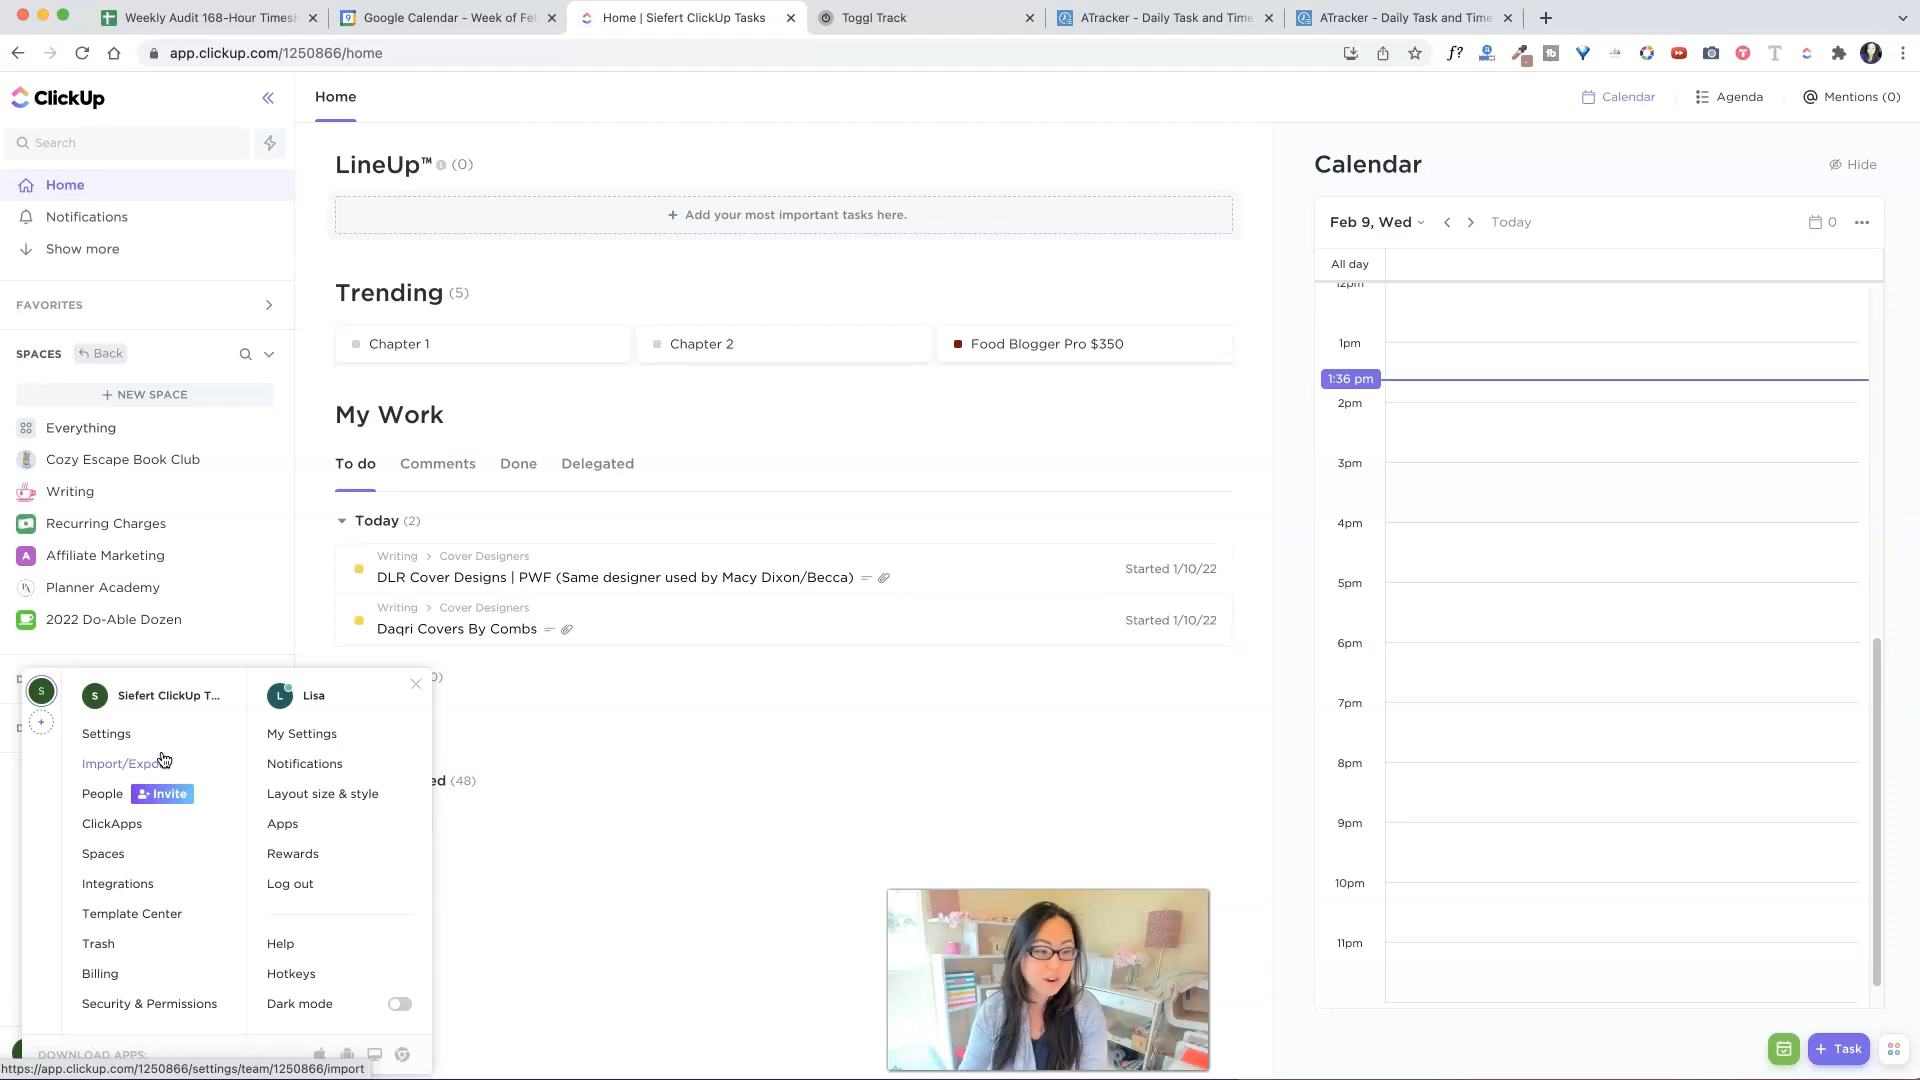 Weekly Audit 168-Hour Timesh
Google Calendar - Week of Fe
Home | Siefert ClickUp Tasks
Toggl Track
ATracker - Daily Task and Time
ATracker - Daily Task and Time
app.clickup.com/1250866/home
ClickUp
Home
Calendar
Agenda
Mentions (0)
Search
Home
Notifications
Show more
FAVORITES
SPACES
Back
+ NEW SPACE
Everything
Cozy Escape Book Club
Writing
Recurring Charges
A
Affiliate Marketing
Planner Academy
2022 Do-Able Dozen
LineUp™ (0)
+ Add your most important tasks here.
Trending (5)
Chapter 1
Chapter 2
Food Blogger Pro $350
My Work
To do
Comments
Done
Delegated
Today (2)
Writing > Cover Designers
DLR Cover Designs | PWF (Same designer used by Macy Dixon/Becca)
Started 1/10/22
Writing > Cover Designers
Daqri Covers By Combs
Started 1/10/22
ed (48)
Calendar
Hide
Feb 9, Wed
Today
0
All day
12pm
1pm
1:36 pm
2pm
3pm
4pm
5pm
6pm
7pm
8pm
9pm
10pm
11pm
S
S
Siefert ClickUp T...
Settings
Import/Expo
People
Invite
ClickApps
Spaces
Integrations
Template Center
Trash
Billing
Security & Permissions
L
Lisa
My Settings
Notifications
Layout size & style
Apps
Rewards
Log out
Help
Hotkeys
Dark mode
DOWNLOAD APPS:
https://app.clickup.com/1250866/settings/team/1250866/import
+ Task